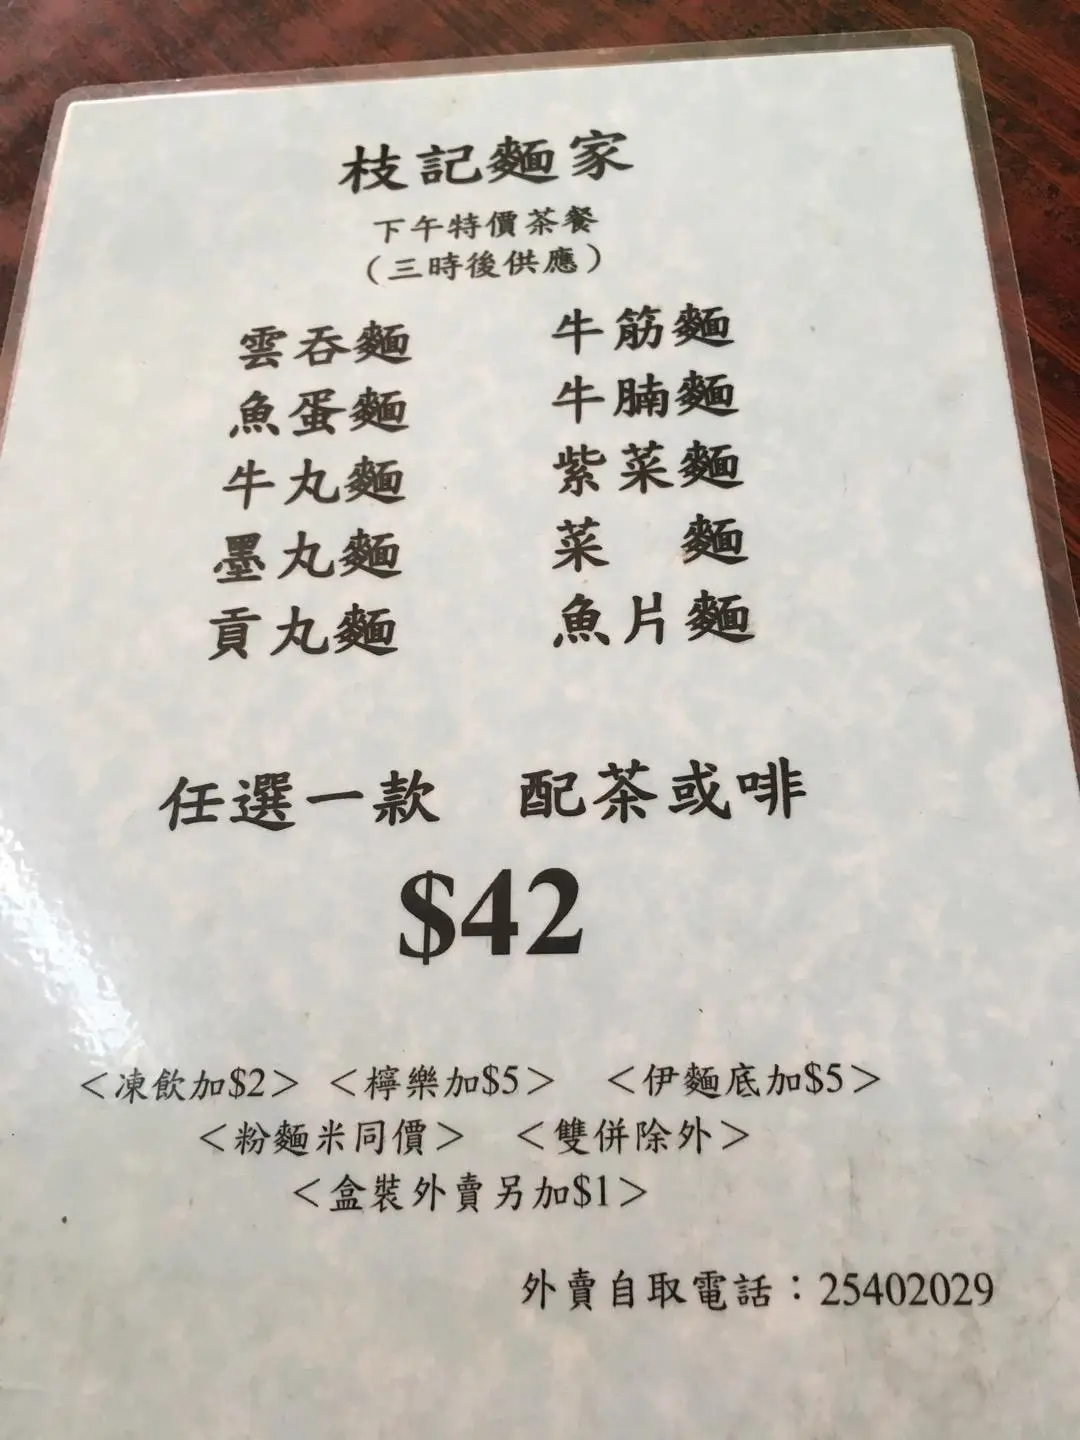 枝記麵家
下午特價茶餐
（三時後供應）
雲吞麵 牛筋麵
魚蛋麵 牛腩麵
牛丸麵 紫菜麵
墨丸麵 菜 麵
貢丸麵 魚片麵
任選一款 配茶或啡
$42
＜凍飲加$2＞ ＜檸樂加$5＞ ＜伊麵底加$5＞
＜粉麵米同價＞ ＜雙併除外＞
＜盒裝外賣另加$1＞
外賣自取電話：25402029